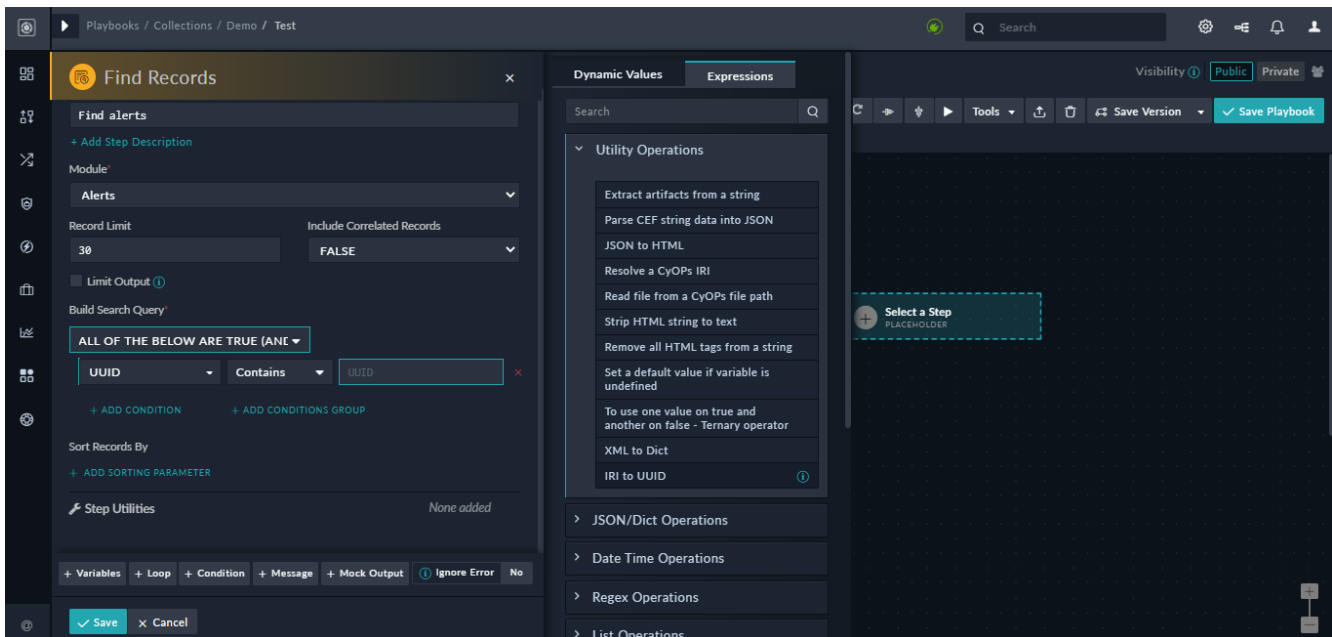 Playbooks / Collections / Demo / Test
Search
Find Records
×
Find alerts
+ Add Step Description
Module*
Alerts
Record Limit
Include Correlated Records
30
FALSE
Limit Output
Build Search Query*
ALL OF THE BELOW ARE TRUE (AND
UUID
Contains
UUID
×
+ ADD CONDITION
+ ADD CONDITIONS GROUP
Sort Records By
+ ADD SORTING PARAMETER
Step Utilities
None added
+ Variables
+ Loop
+ Condition
+ Message
+ Mock Output
Ignore Error
No
Save
× Cancel
@
Dynamic Values
Expressions
Search
Utility Operations
Extract artifacts from a string
Parse CEF string data into JSON
JSON to HTML
Resolve a CyOPs IRI
Read file from a CyOPs file path
Strip HTML string to text
Remove all HTML tags from a string
Set a default value if variable is
undefined
To use one value on true and
another on false - Ternary operator
XML to Dict
IRI to UUID
JSON/Dict Operations
Date Time Operations
Regex Operations
List Operations
Visibility
Public
Private
Tools
Save Version
Save Playbook
Select a Step
PLACEHOLDER